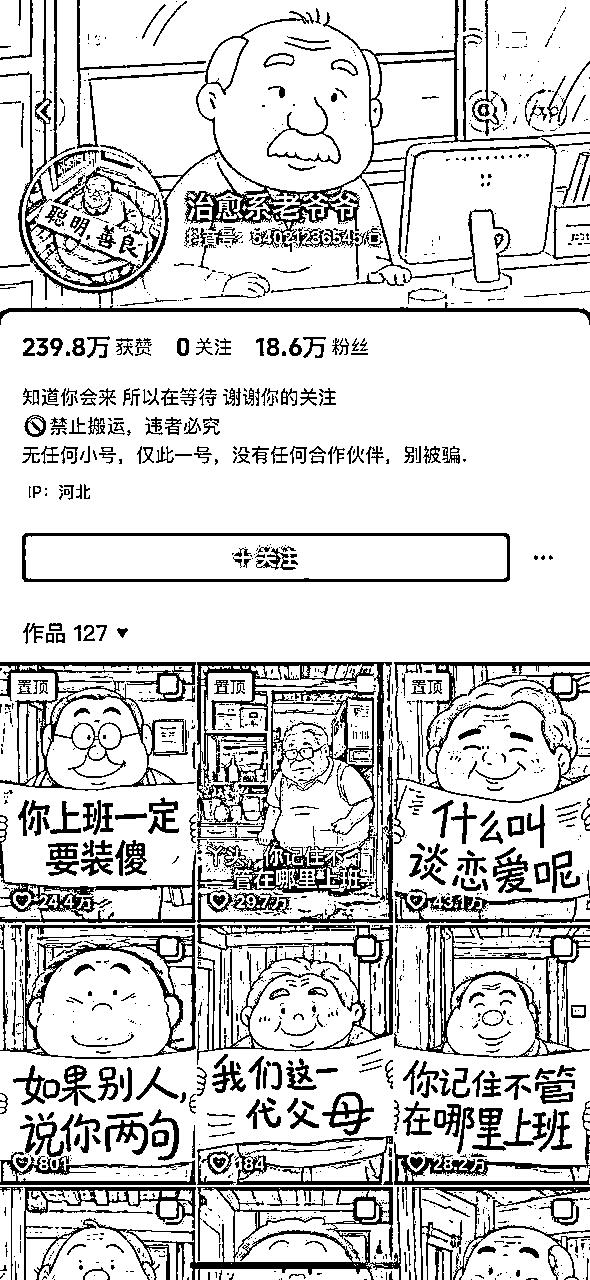 聪明,善良
治愈系老爷爷
抖音号: 54021236545
239.8万 获赞 0 关注 18.6万 粉丝
知道你会来 所以在等待 谢谢你的关注
🚫禁止搬运，违者必究
无任何小号，仅此一号，没有任何合作伙伴，别被骗.
IP：河北
+关注
...
作品 127 ▼
置顶
你上班一定
要装傻
24.4万
置顶
丫头，你记住不
管在哪里上班
29.7万
置顶
什么叫
谈恋爱呢
43.1万
如果别人,
说你两句
801
我们这一
代父母
184
你记住不管
在哪里上班
28.2万